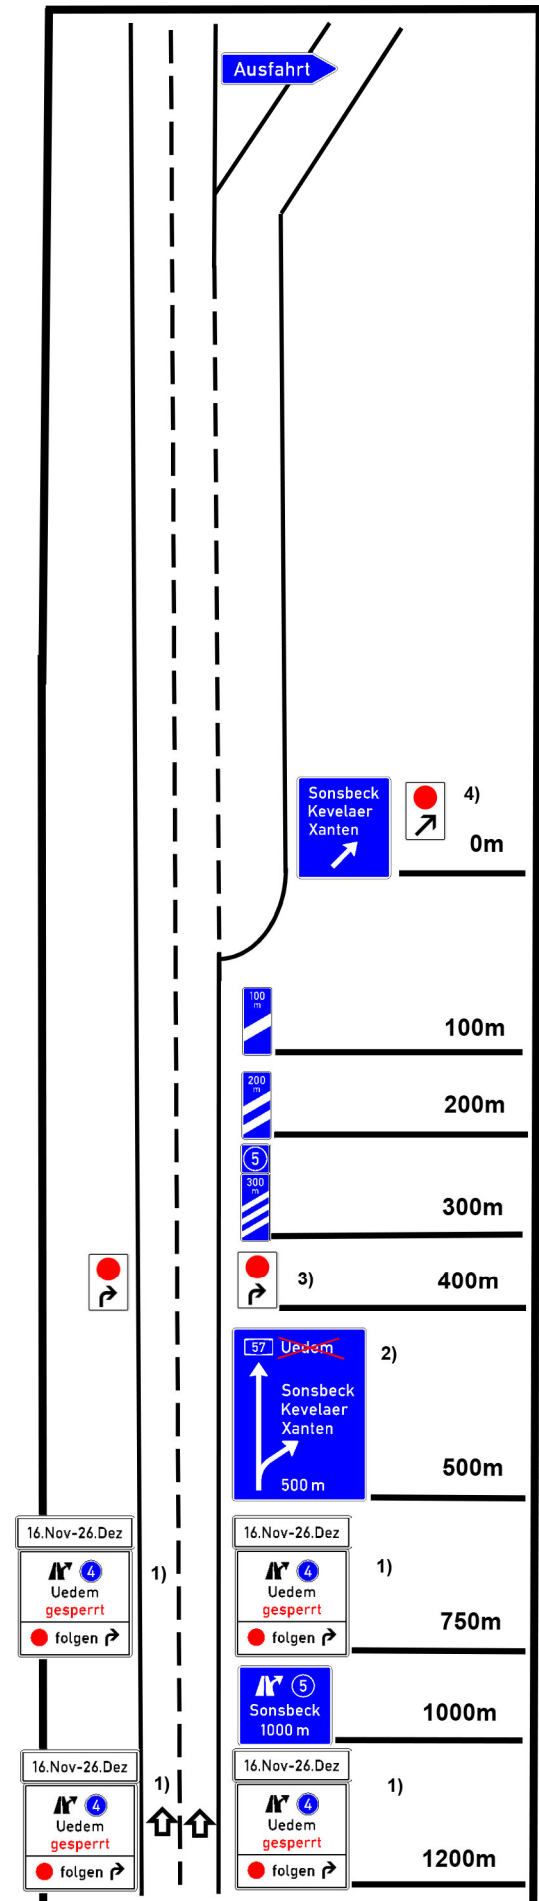 Ausfahrt
Sonsbeck
Kevelaer
Xanten
4)
0m
100
m
100m
200
m
200m
5
300
m
300m
3)
400m
57 Uedem
2)
Sonsbeck
Kevelaer
Xanten
500 m
500m
16.Nov-26.Dez
4
Uedem
gesperrt
folgen
1)
16.Nov-26.Dez
4
Uedem
gesperrt
folgen
1)
750m
5
Sonsbeck
1000 m
1000m
16.Nov-26.Dez
4
Uedem
gesperrt
folgen
1)
16.Nov-26.Dez
4
Uedem
gesperrt
folgen
1)
1200m